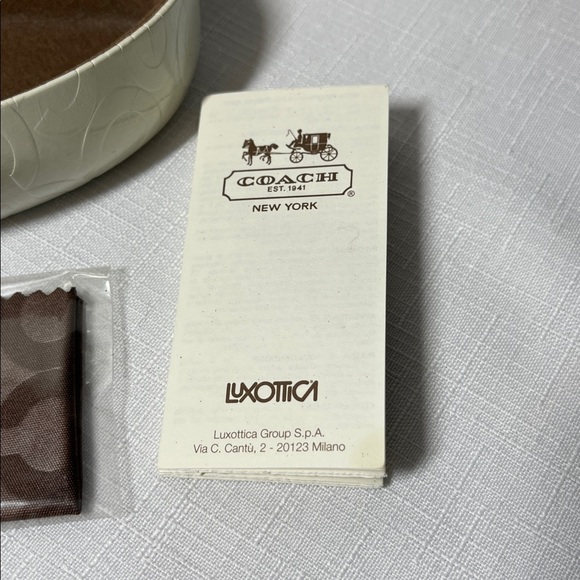 COACH
EST. 1941
®
NEW YORK
LUXOTTICA
Luxottica Group S.p.A.
Via C. Cantù, 2 - 20123 Milano